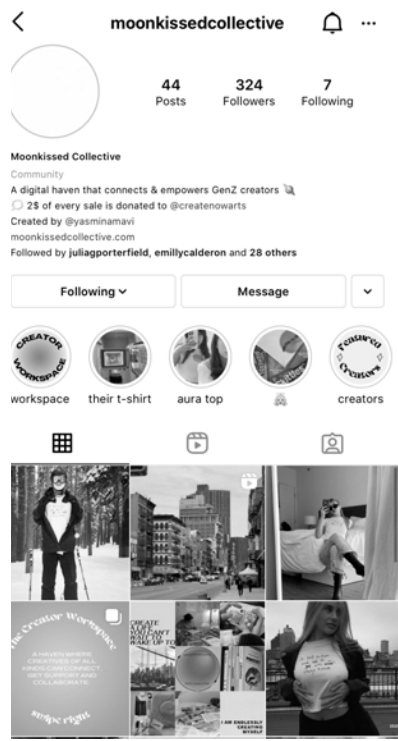 moonkissedcollective
44 324 7
Posts Followers Following
Moonkissed Collective
Community
A digital haven that connects & empowers GenZ creators
2$ of every sale is donated to @createnowarts
Created by @yasminamavi
moonkissedcollective.com
Followed by juliagporterfield, emillycalderon and 28 others
Following Message
CREATOR WORKSPACE
Featured Creators
workspace their t-shirt aura top creators
The Creator Workspace
A HAVEN WHERE
CREATIVES OF ALL
KINDS CAN CONNECT,
GET SUPPORT AND
COLLABORATE.
swipe right
CREATE
A LIFE
YOU CAN'T
WAIT TO
WAKE UP TO
I AM ENDLESSLY
CREATING
MYSELF